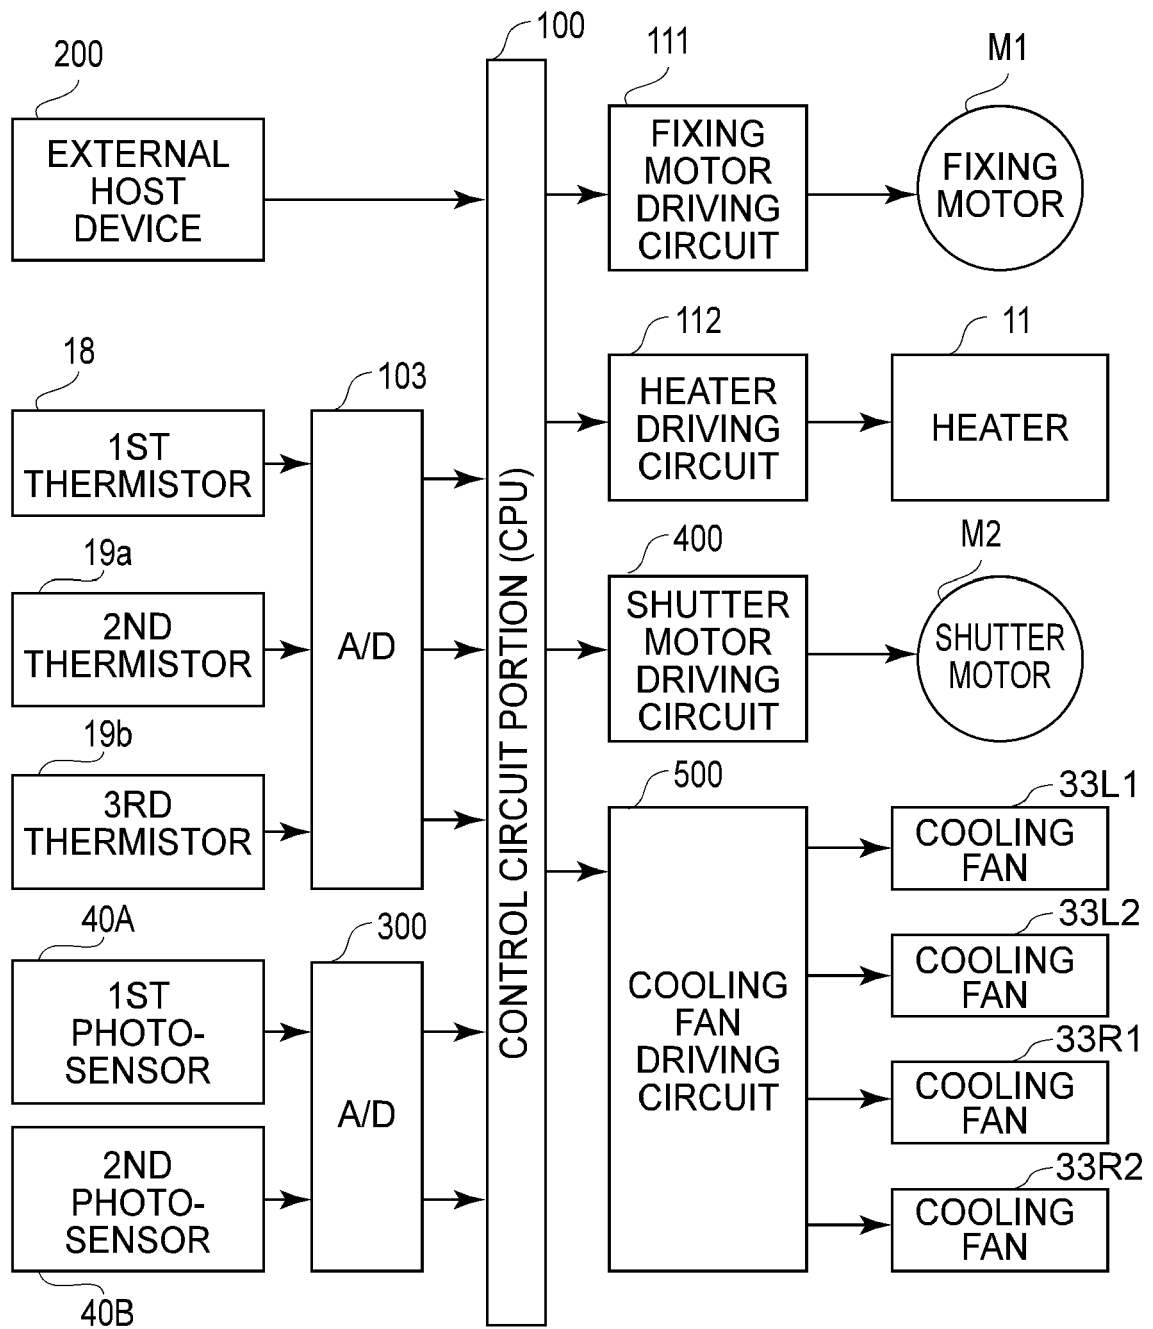 200
EXTERNAL
HOST
DEVICE
18
1ST
THERMISTOR
19a
2ND
THERMISTOR
19b
3RD
THERMISTOR
40A
1ST
PHOTO-
SENSOR
2ND
PHOTO-
SENSOR
40B
103
A/D
300
A/D
100
CONTROL CIRCUIT PORTION (CPU)
111
FIXING
MOTOR
DRIVING
CIRCUIT
M1
FIXING
MOTOR
112
HEATER
DRIVING
CIRCUIT
11
HEATER
400
SHUTTER
MOTOR
DRIVING
CIRCUIT
M2
SHUTTER
MOTOR
500
COOLING
FAN
DRIVING
CIRCUIT
33L1
COOLING
FAN
33L2
COOLING
FAN
33R1
COOLING
FAN
33R2
COOLING
FAN